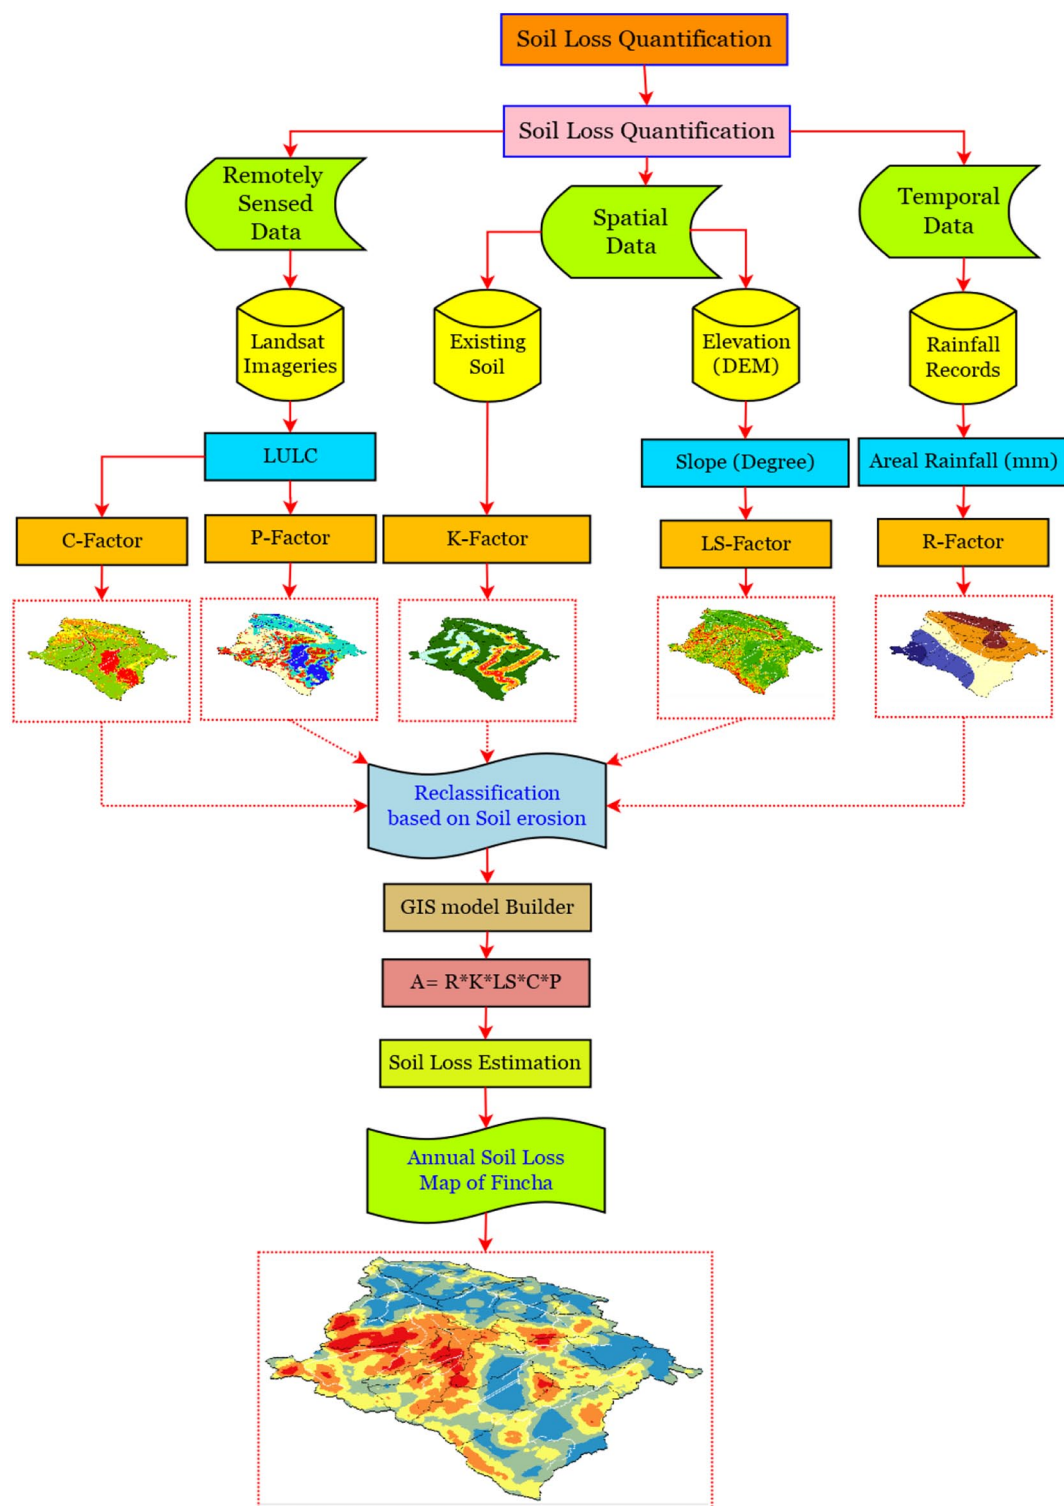 Soil Loss Quantification
Soil Loss Quantification
Remotely
Sensed
Data
Spatial
Data
Temporal
Data
Landsat
Imageries
Existing
Soil
Elevation
(DEM)
Rainfall
Records
LULC
Slope (Degree)
Areal Rainfall (mm)
C-Factor
P-Factor
K-Factor
LS-Factor
R-Factor
Reclassification
based on Soil erosion
GIS model Builder
A= R*K*LS*C*P
Soil Loss Estimation
Annual Soil Loss
Map of Fincha